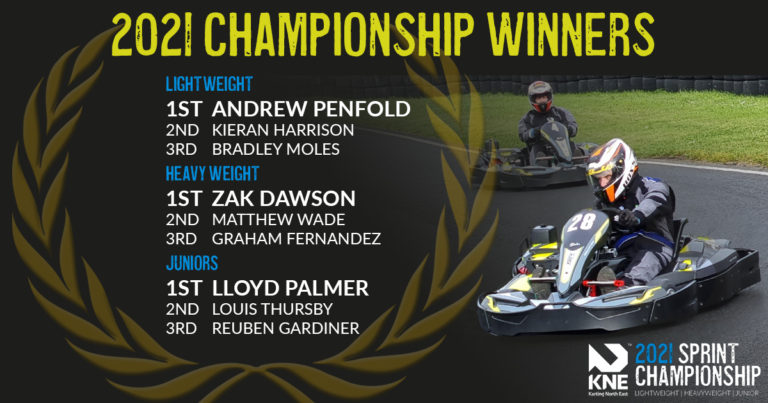 2021 CHAMPIONSHIP WINNERS
LIGHTWEIGHT
1ST ANDREW PENFOLD
2ND KIERAN HARRISON
3RD BRADLEY MOLES
HEAVY WEIGHT
1ST ZAK DAWSON
2ND MATTHEW WADE
3RD GRAHAM FERNANDEZ
JUNIORS
1ST LLOYD PALMER
2ND LOUIS THURSBY
3RD REUBEN GARDINER
28
4
KNE
Karting North East
2021 SPRINT
CHAMPIONSHIP
LIGHTWEIGHT | HEAVYWEIGHT | JUNIOR